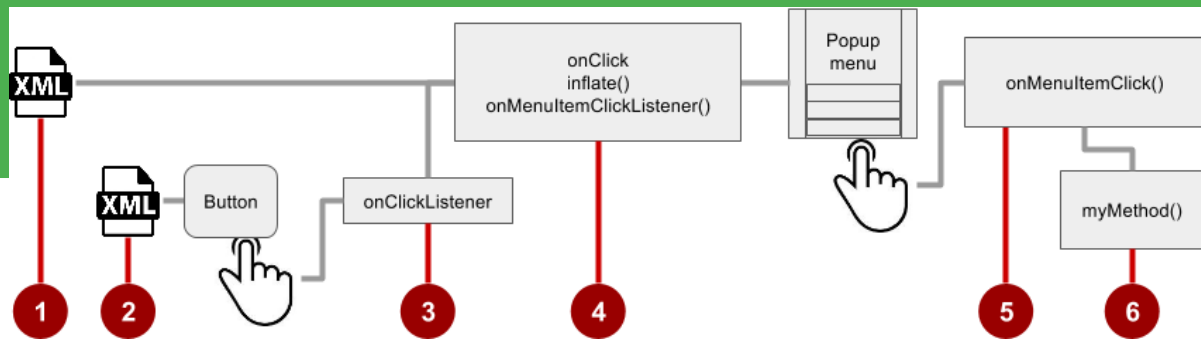 XML
onClick
inflate()
onMenuItemClickListener()
Popup
menu
onMenuItemClick()
XML
Button
onClickListener
myMethod()
1
2
3
4
5
6